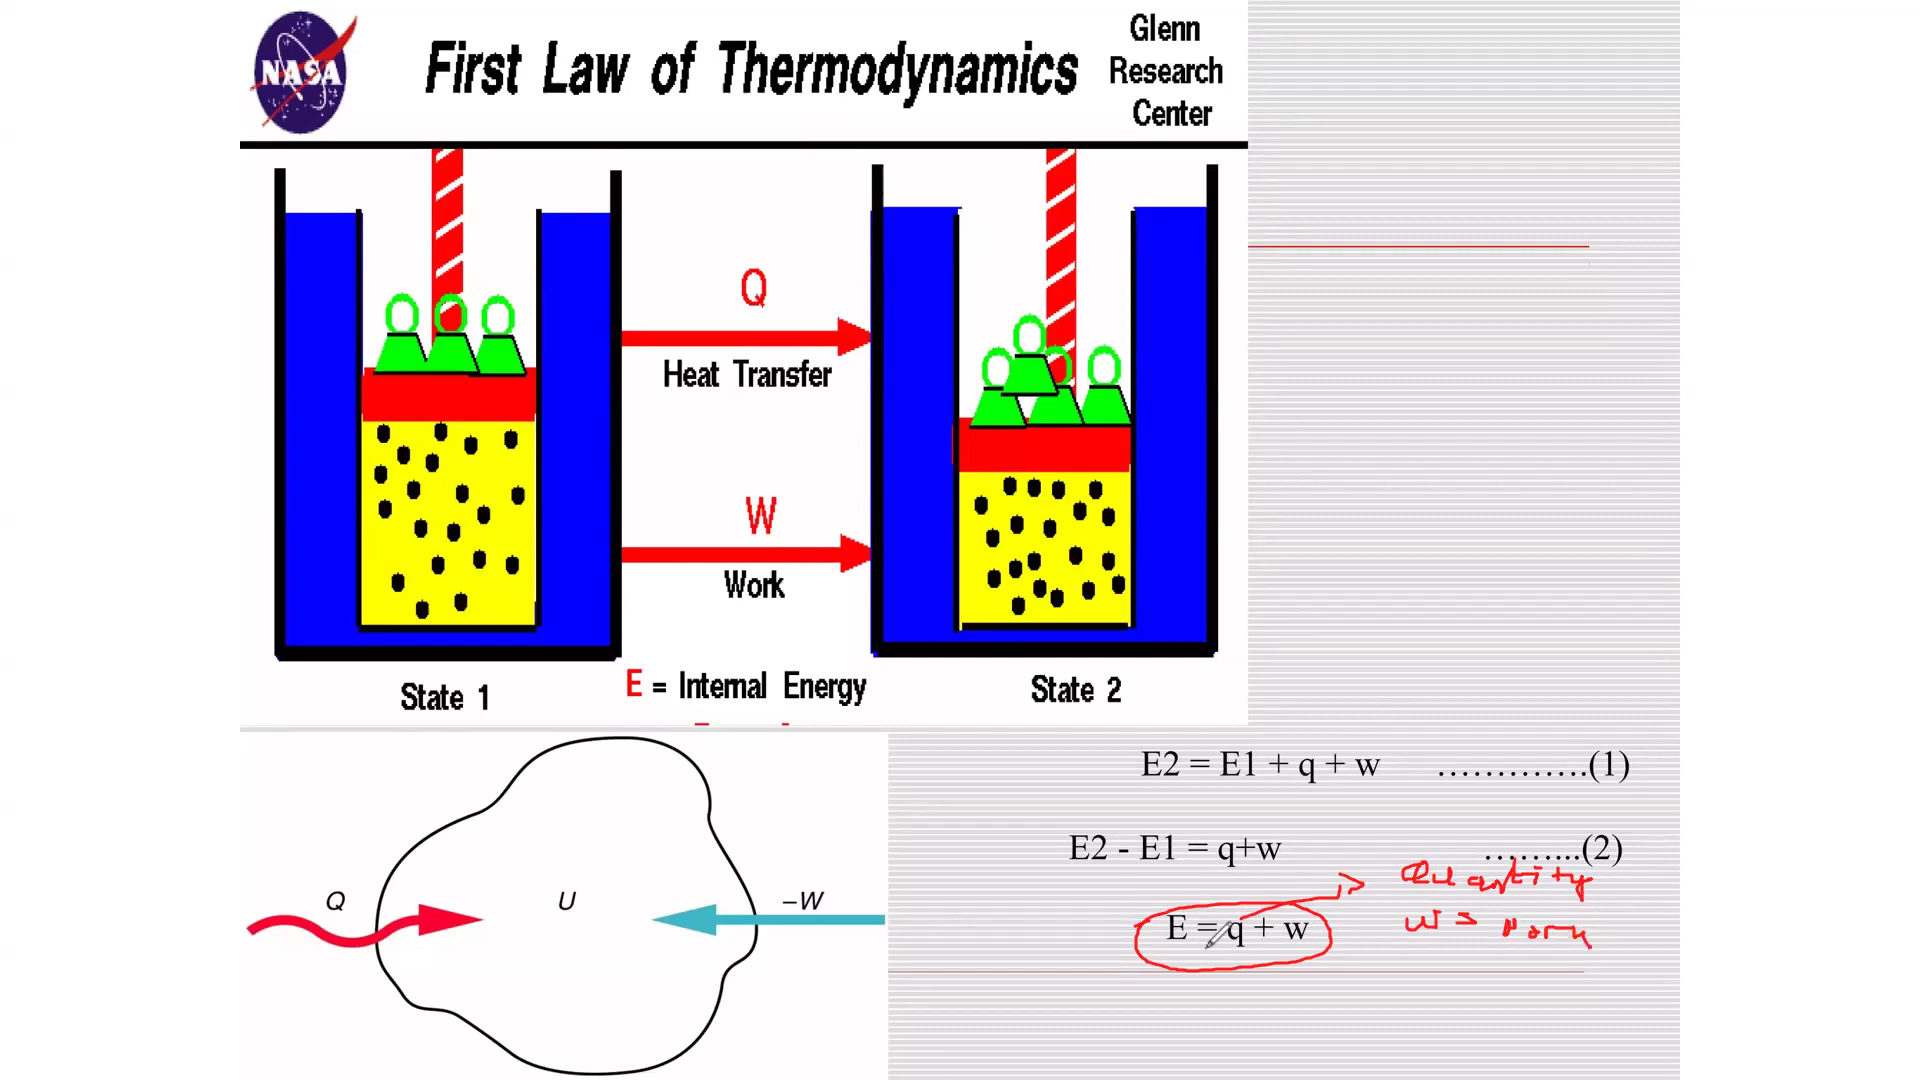 NASA
First Law of Thermodynamics
Glenn
Research
Center
Q
Heat Transfer
W
Work
State 1
E = Internal Energy
State 2
Q
U
–W
E2 = E1 + q + w ………….(1)
E2 - E1 = q+w ……...(2)
Quantity
E = q + w
w =